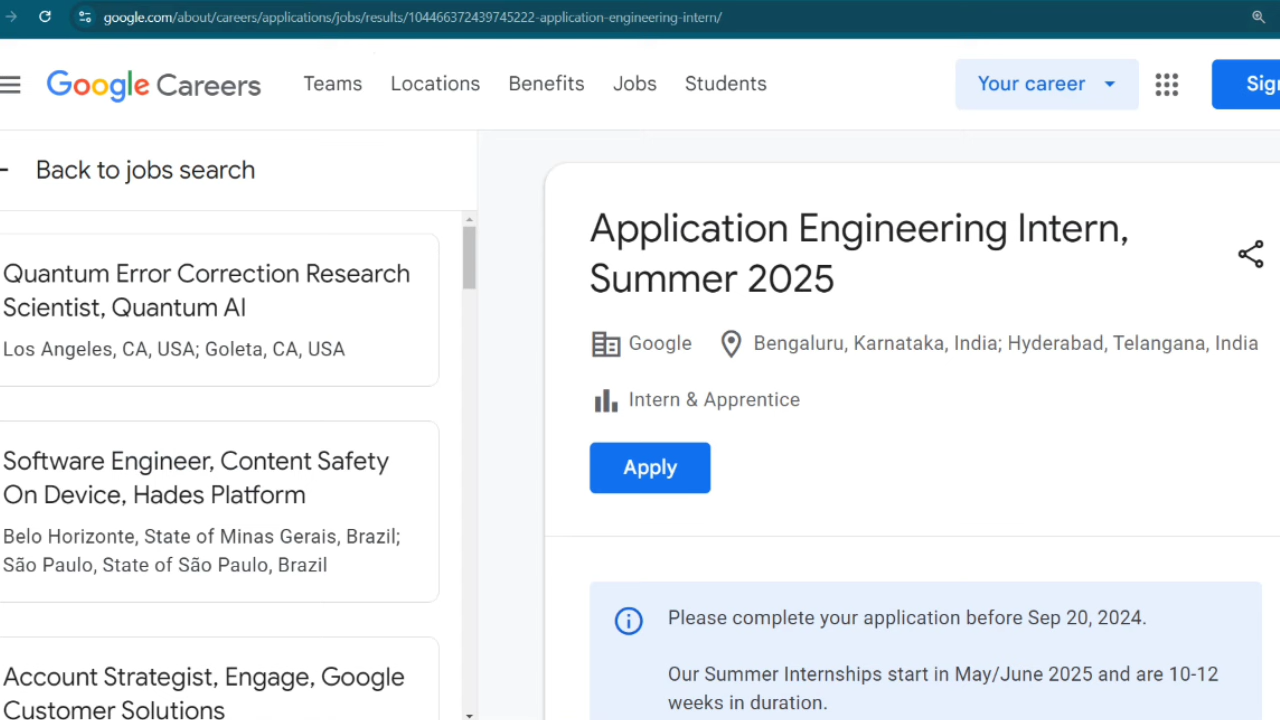 google.com/about/careers/applications/jobs/results/104466372439745222-application-engineering-intern/
Google Careers
Teams
Locations
Benefits
Jobs
Students
Your career
Sig
Back to jobs search
Quantum Error Correction Research
Scientist, Quantum AI
Los Angeles, CA, USA; Goleta, CA, USA
Software Engineer, Content Safety
On Device, Hades Platform
Belo Horizonte, State of Minas Gerais, Brazil;
São Paulo, State of São Paulo, Brazil
Account Strategist, Engage, Google
Customer Solutions
Application Engineering Intern,
Summer 2025
Google
Bengaluru, Karnataka, India; Hyderabad, Telangana, India
Intern & Apprentice
Apply
Please complete your application before Sep 20, 2024.
Our Summer Internships start in May/June 2025 and are 10-12
weeks in duration.